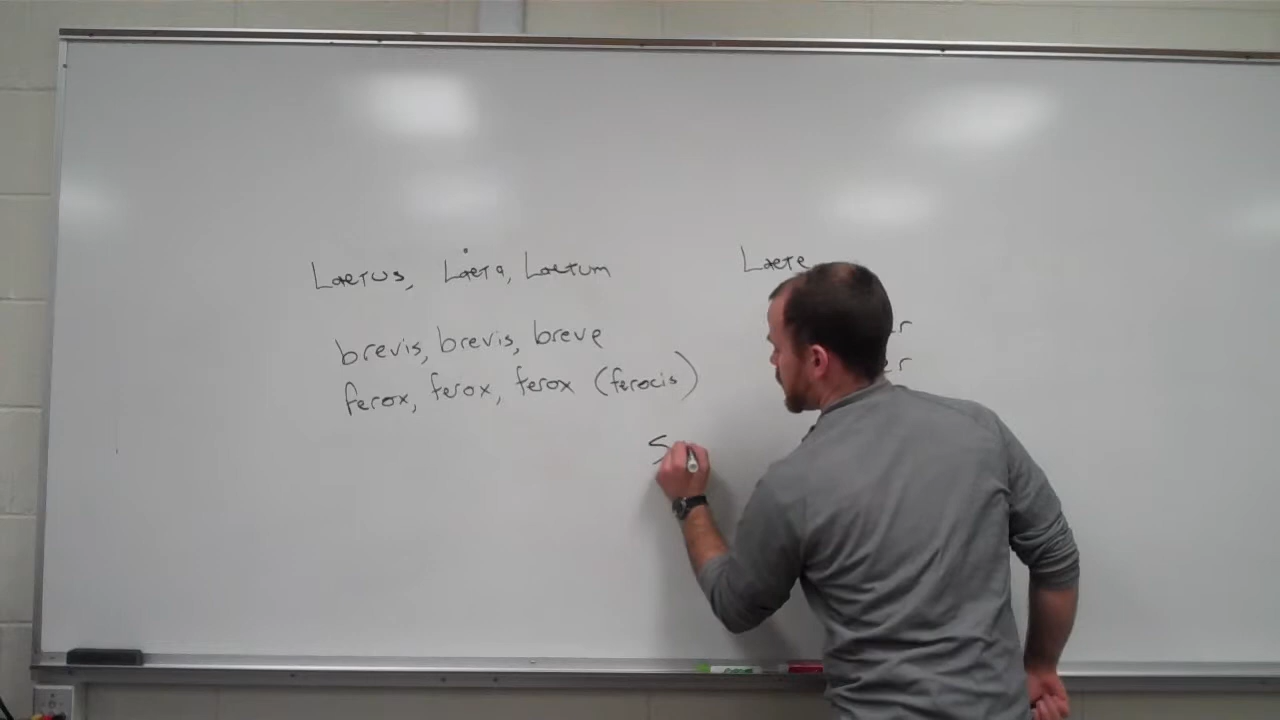 Laetus, Laeta, Laetum
Laete
brevis, brevis, breve
ferox, ferox, ferox (ferocis)
S